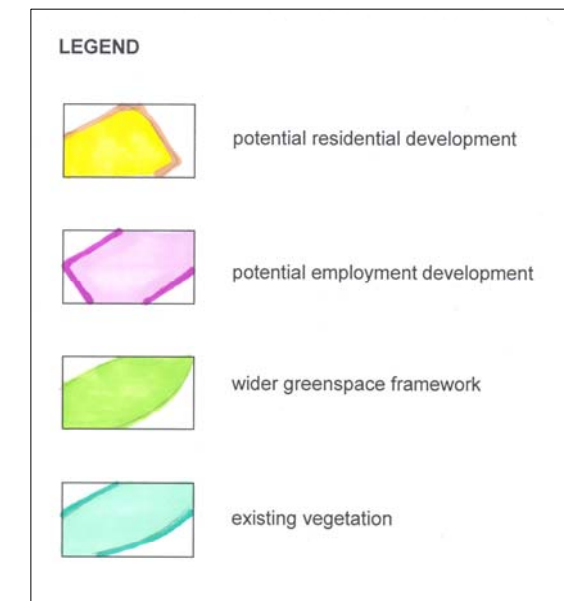 LEGEND
potential residential development
potential employment development
wider greenspace framework
existing vegetation